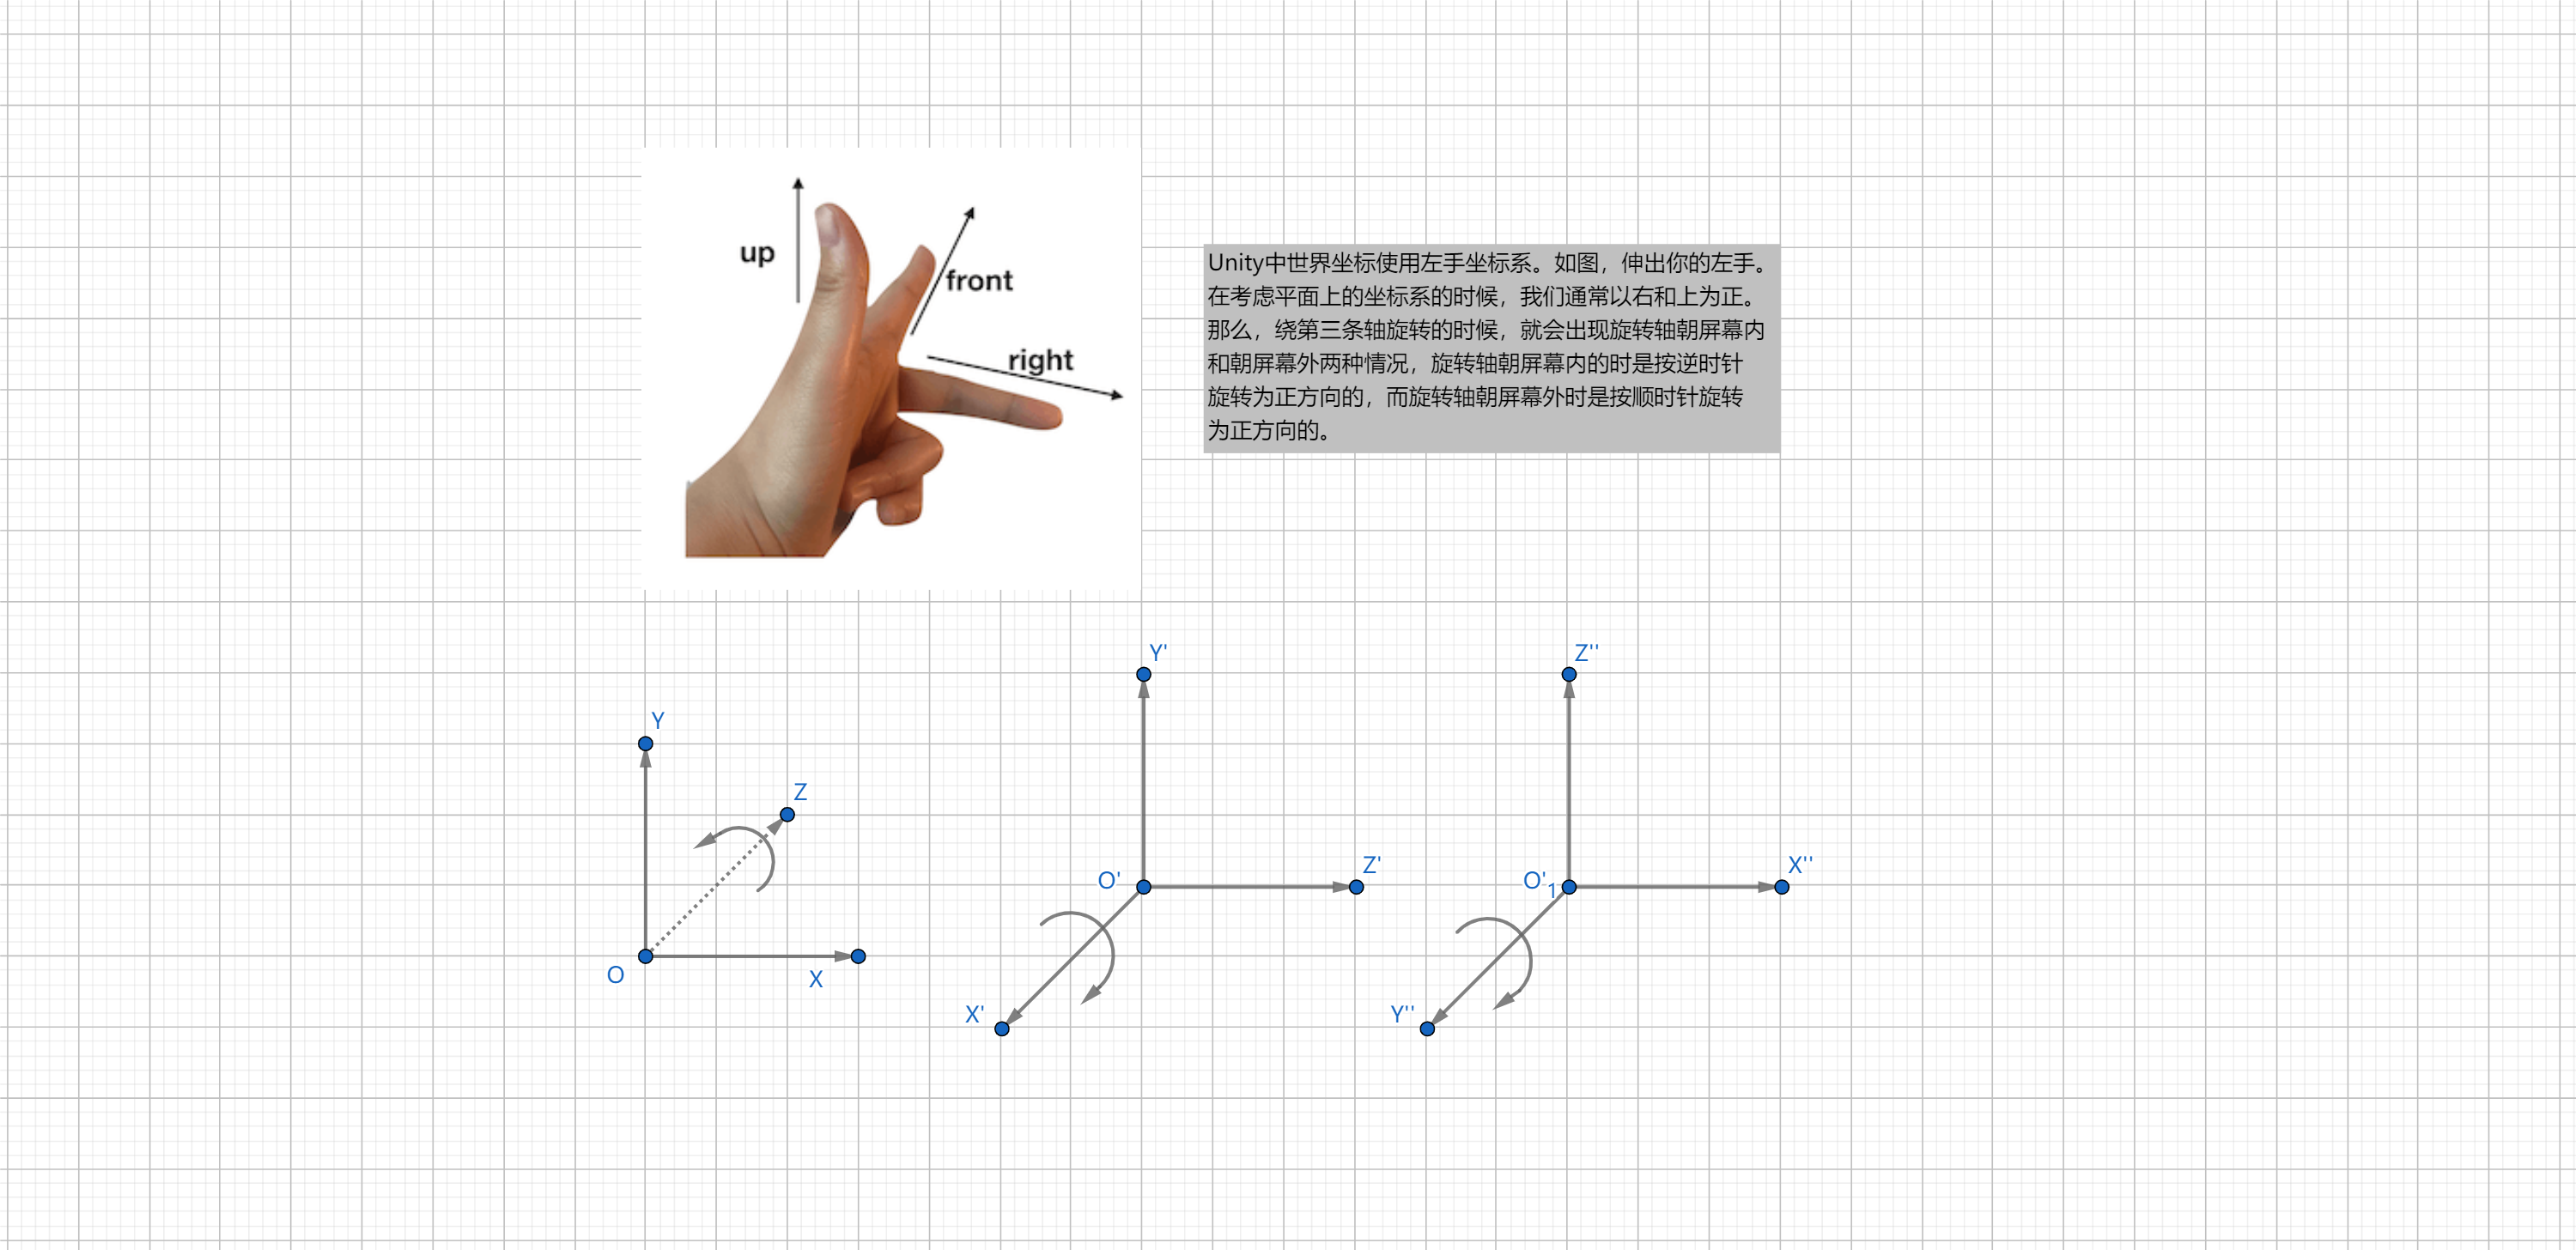 up
front
right
Unity中世界坐标使用左手坐标系。如图，伸出你的左手。
在考虑平面上的坐标系的时候，我们通常以右和上为正。
那么，绕第三条轴旋转的时候，就会出现旋转轴朝屏幕内
和朝屏幕外两种情况，旋转轴朝屏幕内的时是按逆时针
旋转为正方向的，而旋转轴朝屏幕外时是按顺时针旋转
为正方向的。
Y
Z
O
X
Y'
O'
Z'
X'
Z''
O'₁
X''
Y''